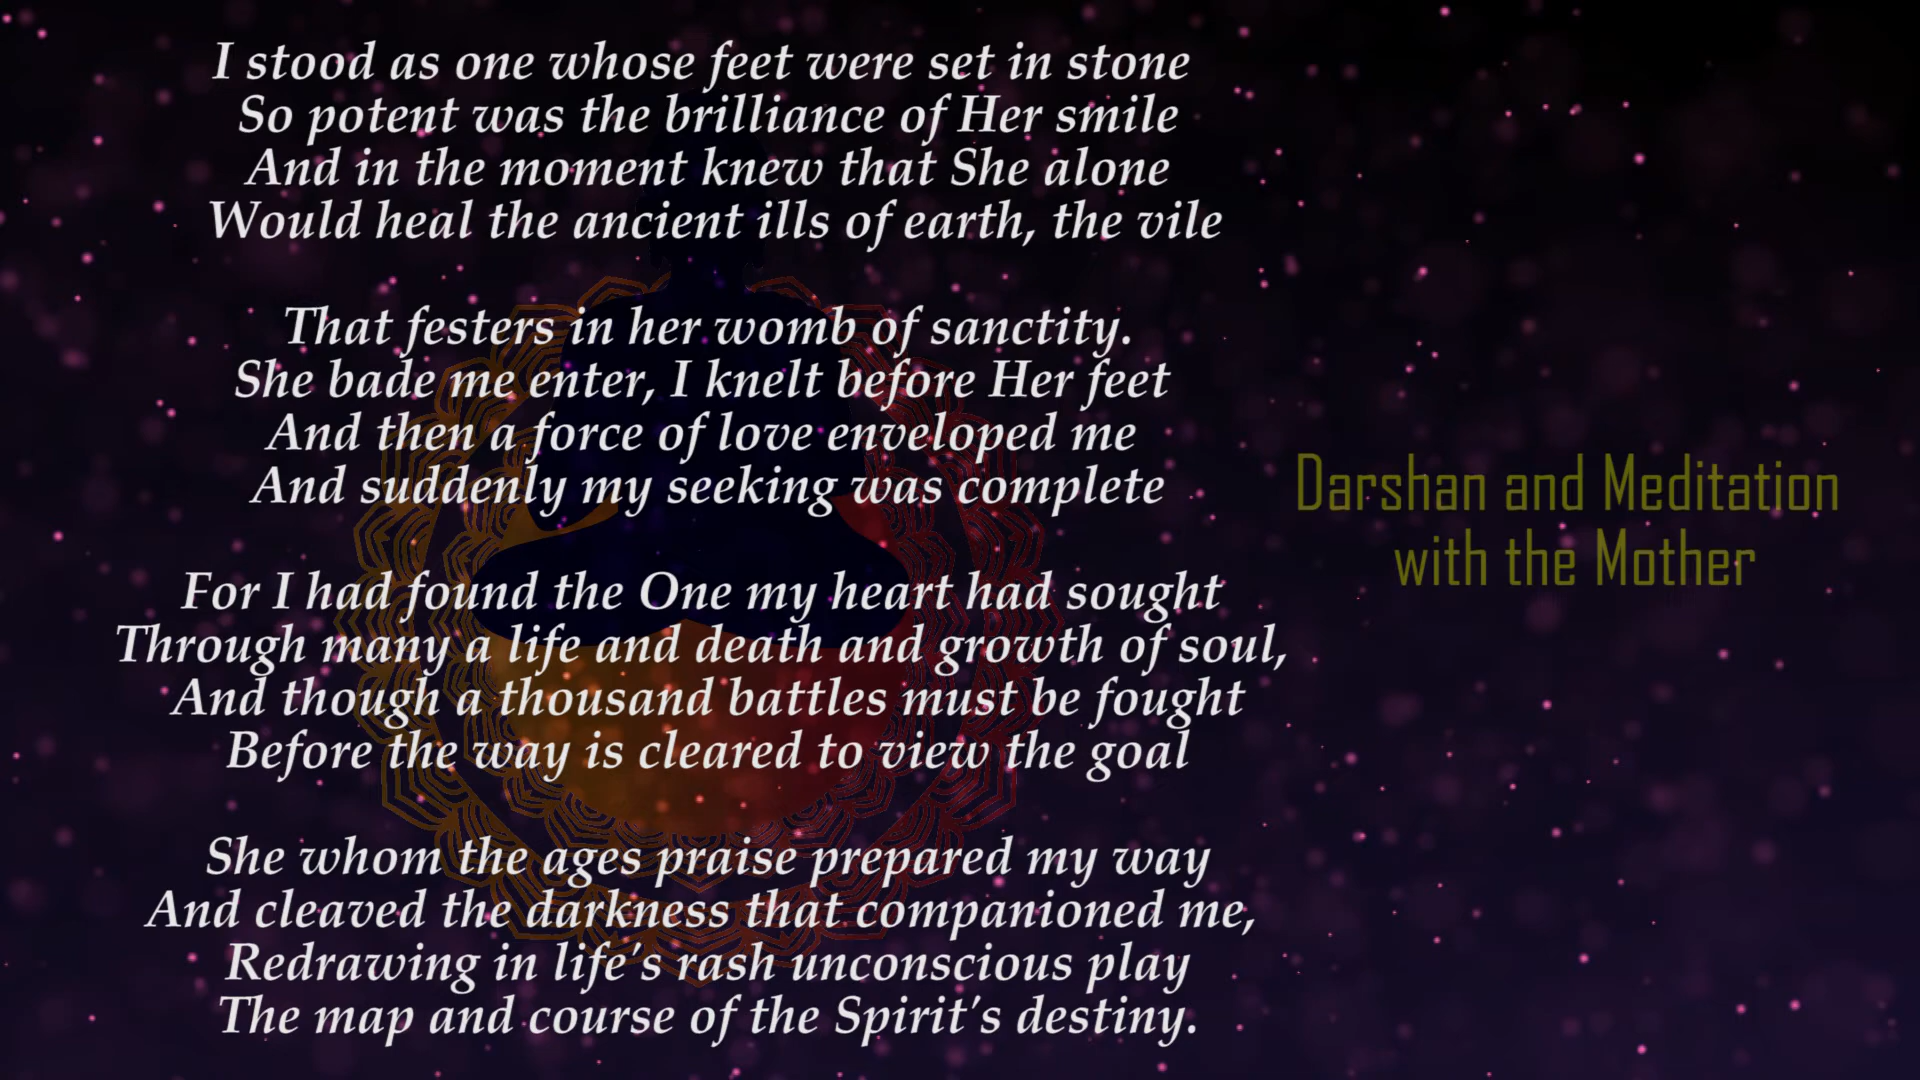 I stood as one whose feet were set in stone
So potent was the brilliance of Her smile
And in the moment knew that She alone
Would heal the ancient ills of earth, the vile
That festers in her womb of sanctity.
She bade me enter, I knelt before Her feet
And then a force of love enveloped me
And suddenly my seeking was complete
For I had found the One my heart had sought
Through many a life and death and growth of soul,
And though a thousand battles must be fought
Before the way is cleared to view the goal
She whom the ages praise prepared my way
And cleaved the darkness that companioned me,
Redrawing in life's rash unconscious play
The map and course of the Spirit's destiny.
Darshan and Meditation
with the Mother